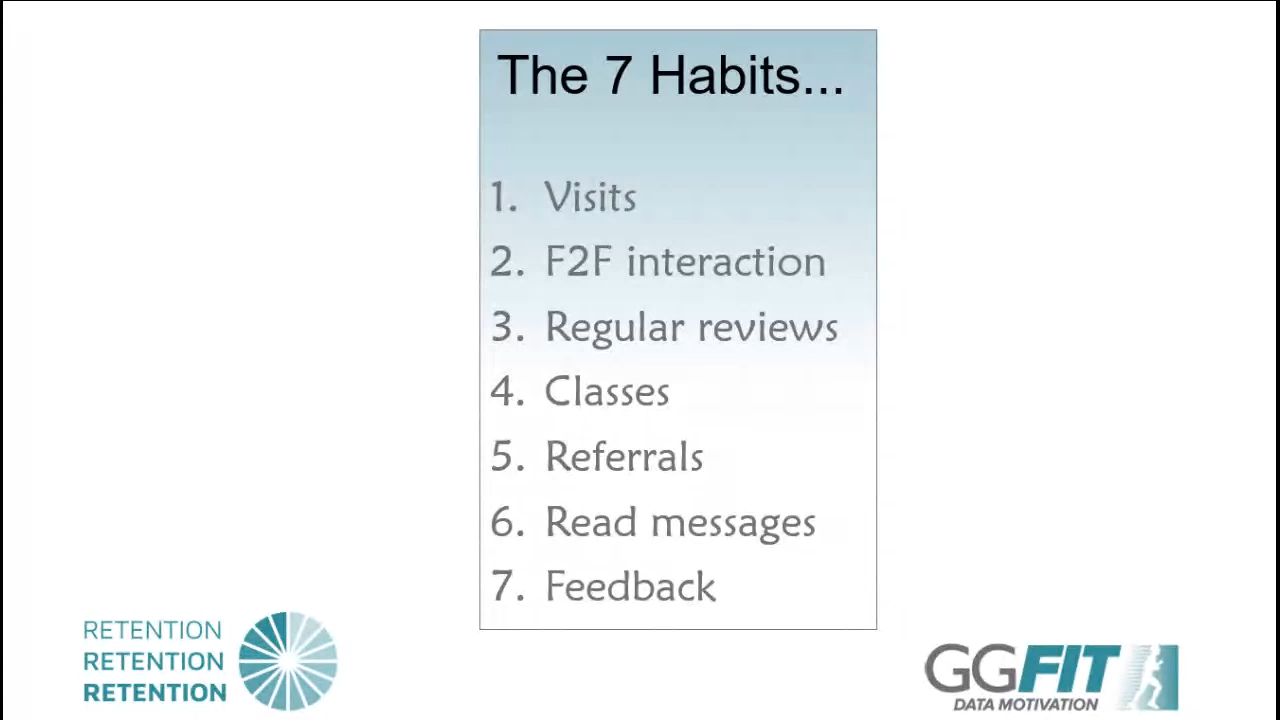 The 7 Habits...
1. Visits
2. F2F interaction
3. Regular reviews
4. Classes
5. Referrals
6. Read messages
7. Feedback
RETENTION
RETENTION
RETENTION
GGFIT
DATA MOTIVATION